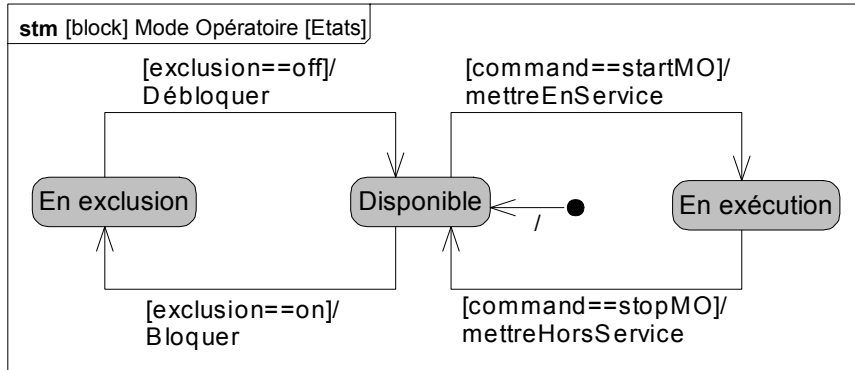 stm [block] Mode Opératoire [Etats]
[exclusion==off]/
Débloquer
[command==startMO]/
mettreEnService
En exclusion
Disponible
En exécution
/
[exclusion==on]/
Bloquer
[command==stopMO]/
mettreHorsService